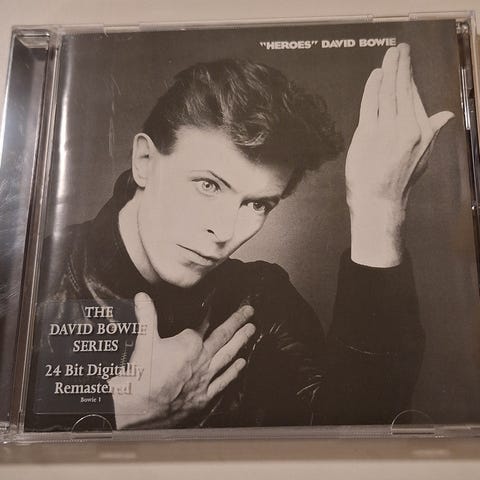 "HEROES" DAVID BOWIE
THE
DAVID BOWIE
SERIES
24 Bit Digitally
Remastered
Bowie 1